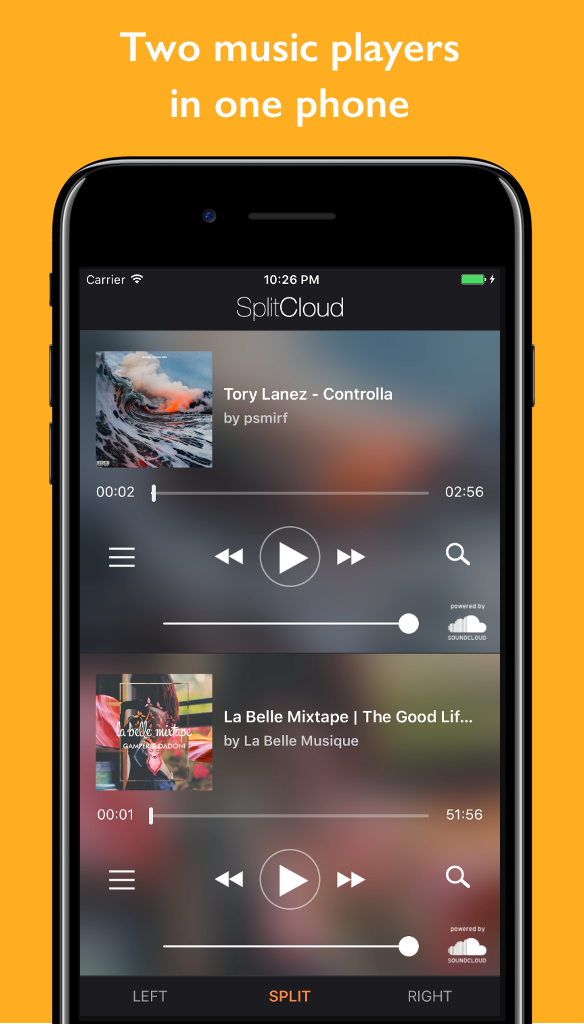 Two music players
in one phone
Carrier 10:26 PM
SplitCloud
Tory Lanez - Controlla
by psmirf
00:02 02:56
powered by
SOUNDCLOUD
la belle mixtape
GAMPER & DADONI
La Belle Mixtape | The Good Lif...
by La Belle Musique
00:01 51:56
powered by
SOUNDCLOUD
LEFT SPLIT RIGHT